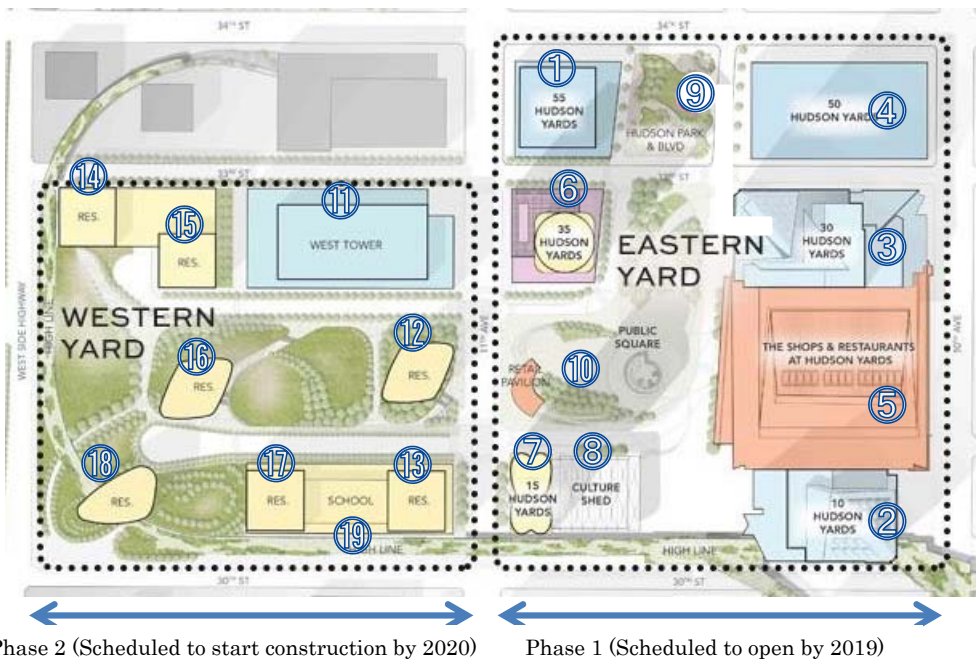 34TH ST
34TH ST
①
55
HUDSON
YARDS
⑨
HUDSON PARK
& BLVD
50
HUDSON YARD
④
33RD ST
⑭
RES.
⑮
RES.
⑪
WEST TOWER
⑥
35
HUDSON
YARDS
EASTERN
YARD
30
HUDSON
YARDS
③
WEST SIDE HIGHWAY
HIGH LINE
WESTERN
YARD
⑯
RES.
⑫
RES.
11TH AVE
PUBLIC
SQUARE
⑩
RETAIL
PAVILION
THE SHOPS & RESTAURANTS
AT HUDSON YARDS
⑤
10TH AVE
⑱
RES.
⑰
RES.
SCHOOL
⑬
RES.
⑲
HIGH LINE
⑦
15
HUDSON
YARDS
⑧
CULTURE
SHED
10
HUDSON
YARDS
②
HIGH LINE
30TH ST
30TH ST
Phase 2 (Scheduled to start construction by 2020)
Phase 1 (Scheduled to open by 2019)